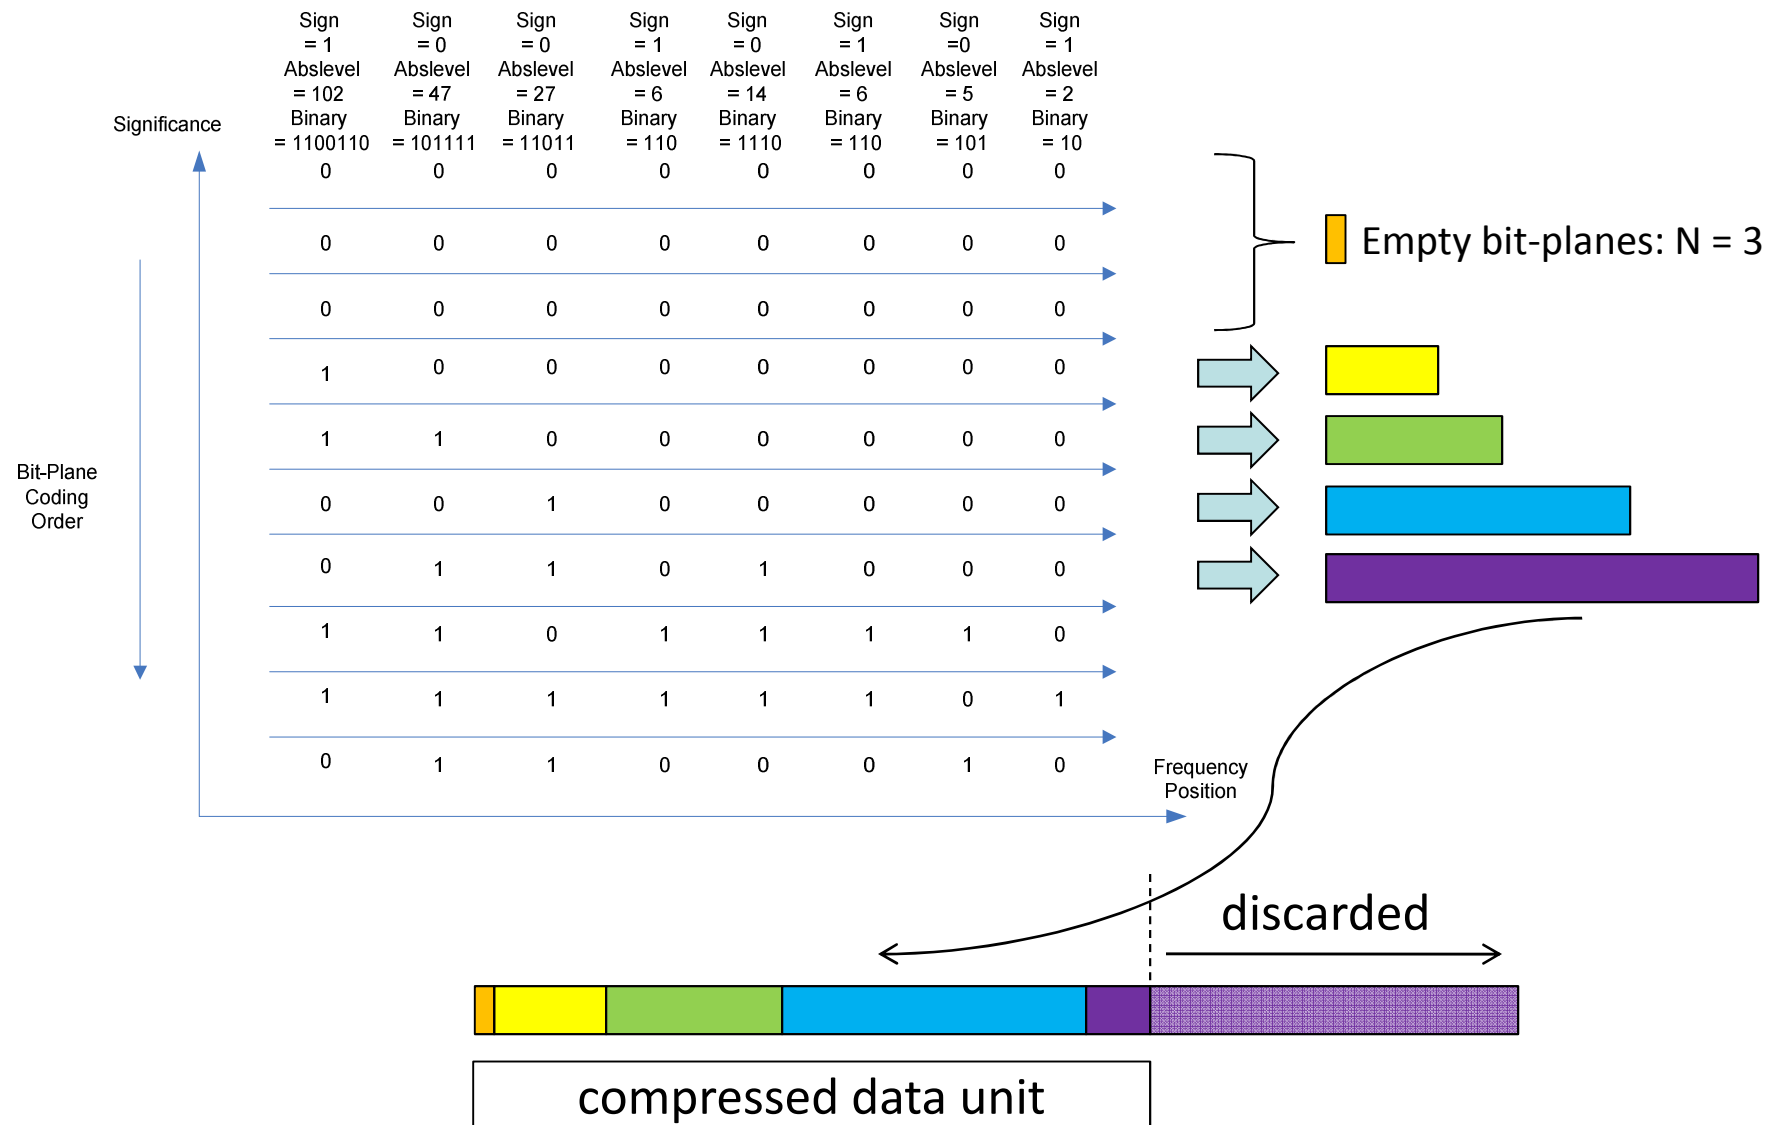 Sign Sign Sign Sign Sign Sign Sign Sign
= 1 = 0 = 0 = 1 = 0 = 1 =0 = 1
Abslevel Abslevel Abslevel Abslevel Abslevel Abslevel Abslevel Abslevel
= 102 = 47 = 27 = 6 = 14 = 6 = 5 = 2
Binary Binary Binary Binary Binary Binary Binary Binary
= 1100110 = 101111 = 11011 = 110 = 1110 = 110 = 101 = 10
Significance
0 0 0 0 0 0 0 0
0 0 0 0 0 0 0 0
Empty bit-planes: N = 3
0 0 0 0 0 0 0 0
1 0 0 0 0 0 0 0
1 1 0 0 0 0 0 0
Bit-Plane
Coding
Order
0 0 1 0 0 0 0 0
0 1 1 0 1 0 0 0
1 1 0 1 1 1 1 0
1 1 1 1 1 1 0 1
0 1 1 0 0 0 1 0
Frequency
Position
discarded
compressed data unit